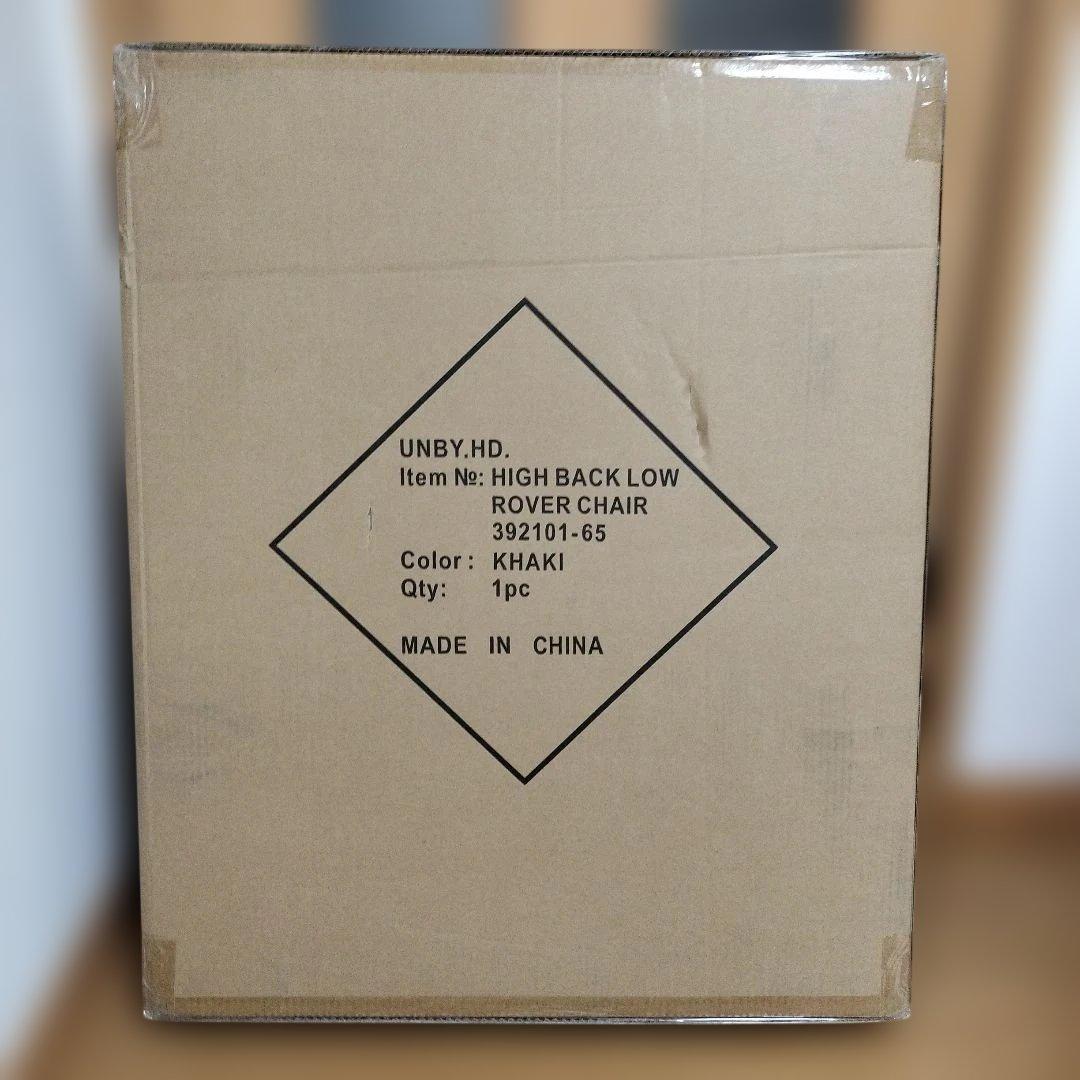 UNBY.HD.
Item №: HIGH BACK LOW
ROVER CHAIR
392101-65
Color : KHAKI
Qty: 1pc
MADE IN CHINA